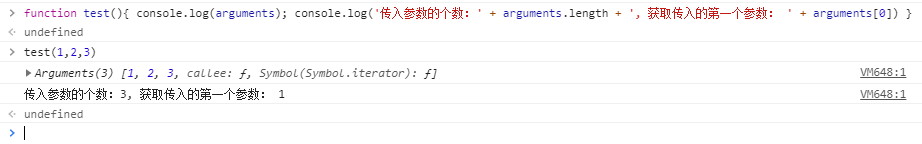 > function test(){ console.log(arguments); console.log('传入参数的个数：' + arguments.length + ', 获取传入的第一个参数： ' + arguments[0]) }
undefined
> test(1,2,3)
Arguments(3) [1, 2, 3, callee: ƒ, Symbol(Symbol.iterator): ƒ] VM648:1
传入参数的个数：3, 获取传入的第一个参数： 1 VM648:1
undefined
>